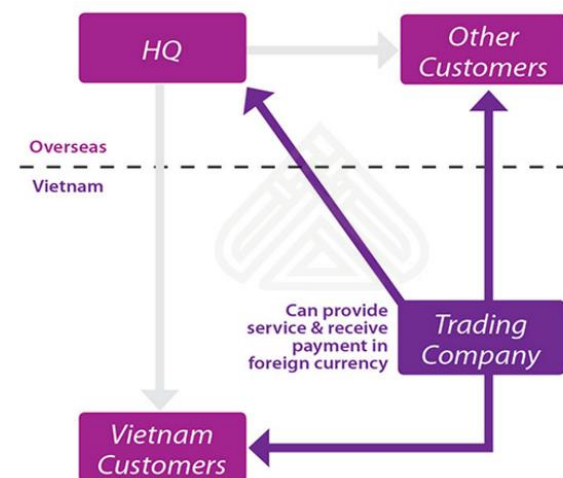 HQ
Other
Customers
Overseas
Vietnam
Can provide
service & receive
payment in
foreign currency
Trading
Company
Vietnam
Customers